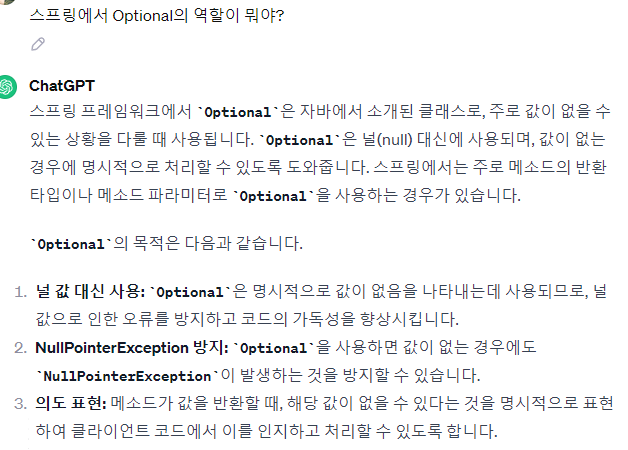 스프링에서 Optional의 역할이 뭐야?
ChatGPT
스프링 프레임워크에서 `Optional`은 자바에서 소개된 클래스로, 주로 값이 없을 수
있는 상황을 다룰 때 사용됩니다. `Optional`은 널(null) 대신에 사용되며, 값이 없는
경우에 명시적으로 처리할 수 있도록 도와줍니다. 스프링에서는 주로 메소드의 반환
타입이나 메소드 파라미터로 `Optional`을 사용하는 경우가 있습니다.
`Optional`의 목적은 다음과 같습니다.
1. 널 값 대신 사용: `Optional`은 명시적으로 값이 없음을 나타내는데 사용되므로, 널
값으로 인한 오류를 방지하고 코드의 가독성을 향상시킵니다.
2. NullPointerException 방지: `Optional`을 사용하면 값이 없는 경우에도
`NullPointerException`이 발생하는 것을 방지할 수 있습니다.
3. 의도 표현: 메소드가 값을 반환할 때, 해당 값이 없을 수 있다는 것을 명시적으로 표현
하여 클라이언트 코드에서 이를 인지하고 처리할 수 있도록 합니다.